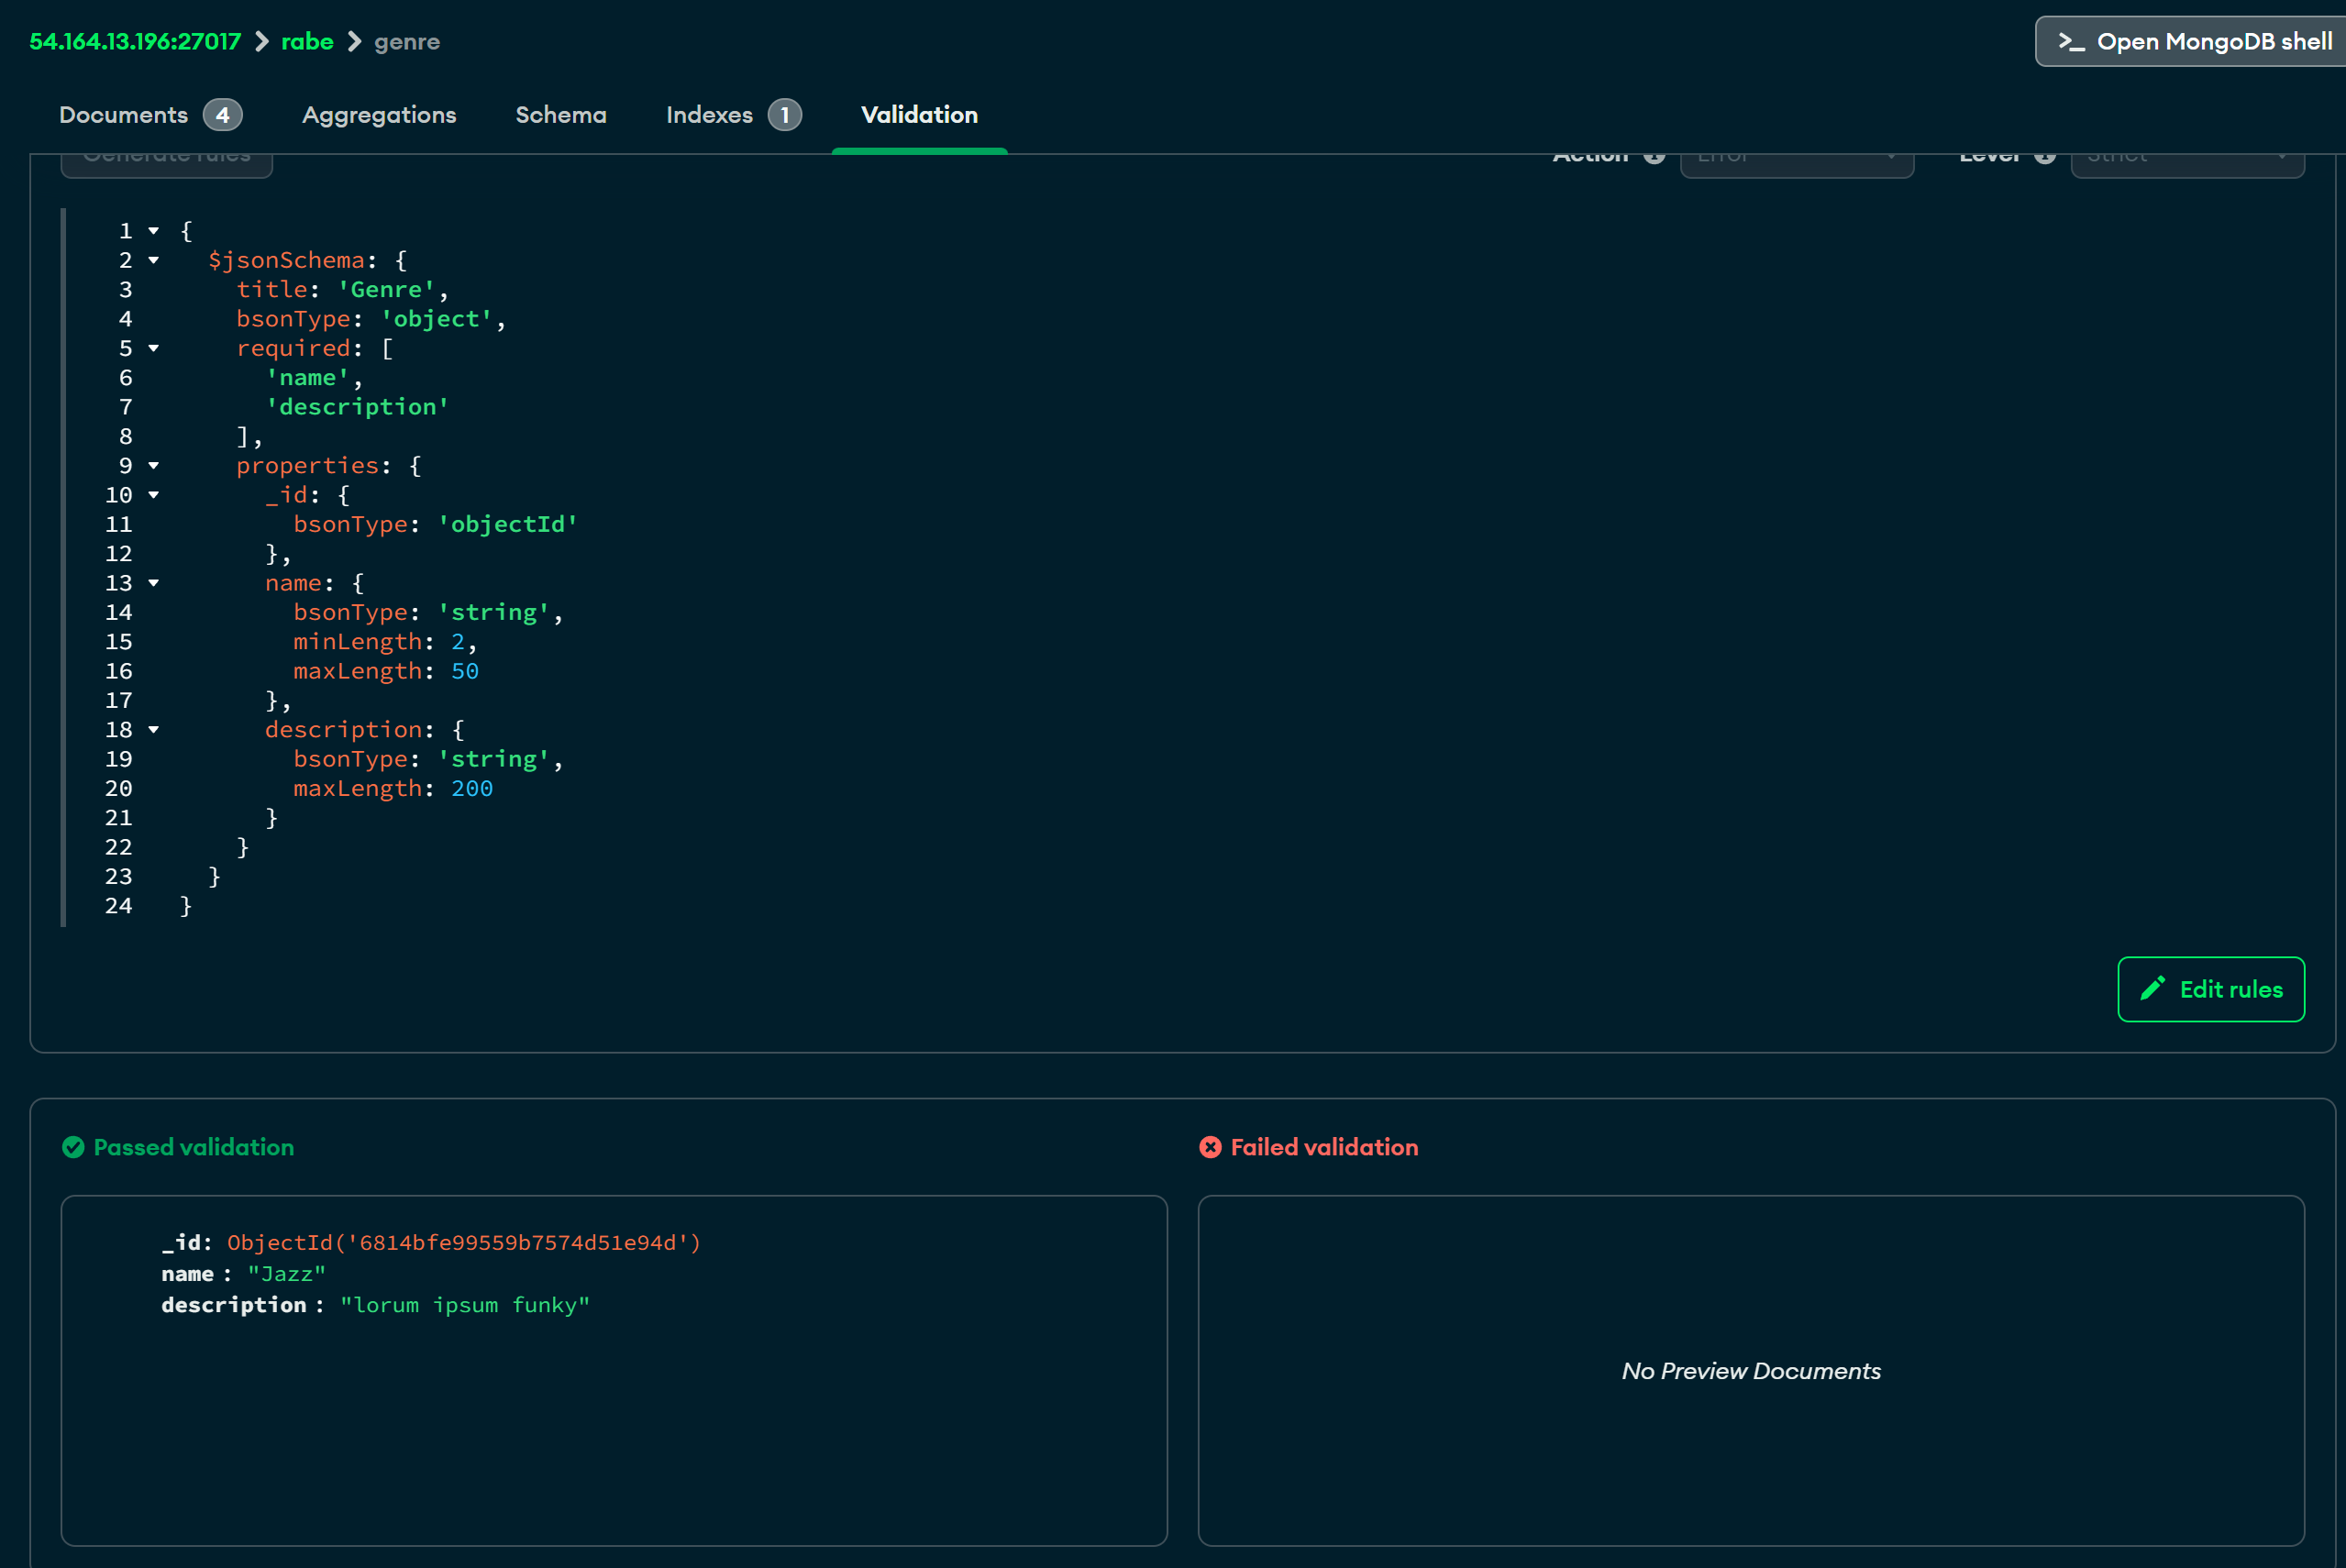 54.164.13.196:27017 > rabe > genre
>_ Open MongoDB shell
Documents 4 Aggregations Schema Indexes 1 Validation
Generate rules Action Error Level Strict
1 {
2 $jsonSchema: {
3 title: 'Genre',
4 bsonType: 'object',
5 required: [
6 'name',
7 'description'
8 ],
9 properties: {
10 _id: {
11 bsonType: 'objectId'
12 },
13 name: {
14 bsonType: 'string',
15 minLength: 2,
16 maxLength: 50
17 },
18 description: {
19 bsonType: 'string',
20 maxLength: 200
21 }
22 }
23 }
24 }
Edit rules
Passed validation
Failed validation
_id: ObjectId('6814bfe99559b7574d51e94d')
name : "Jazz"
description : "lorum ipsum funky"
No Preview Documents